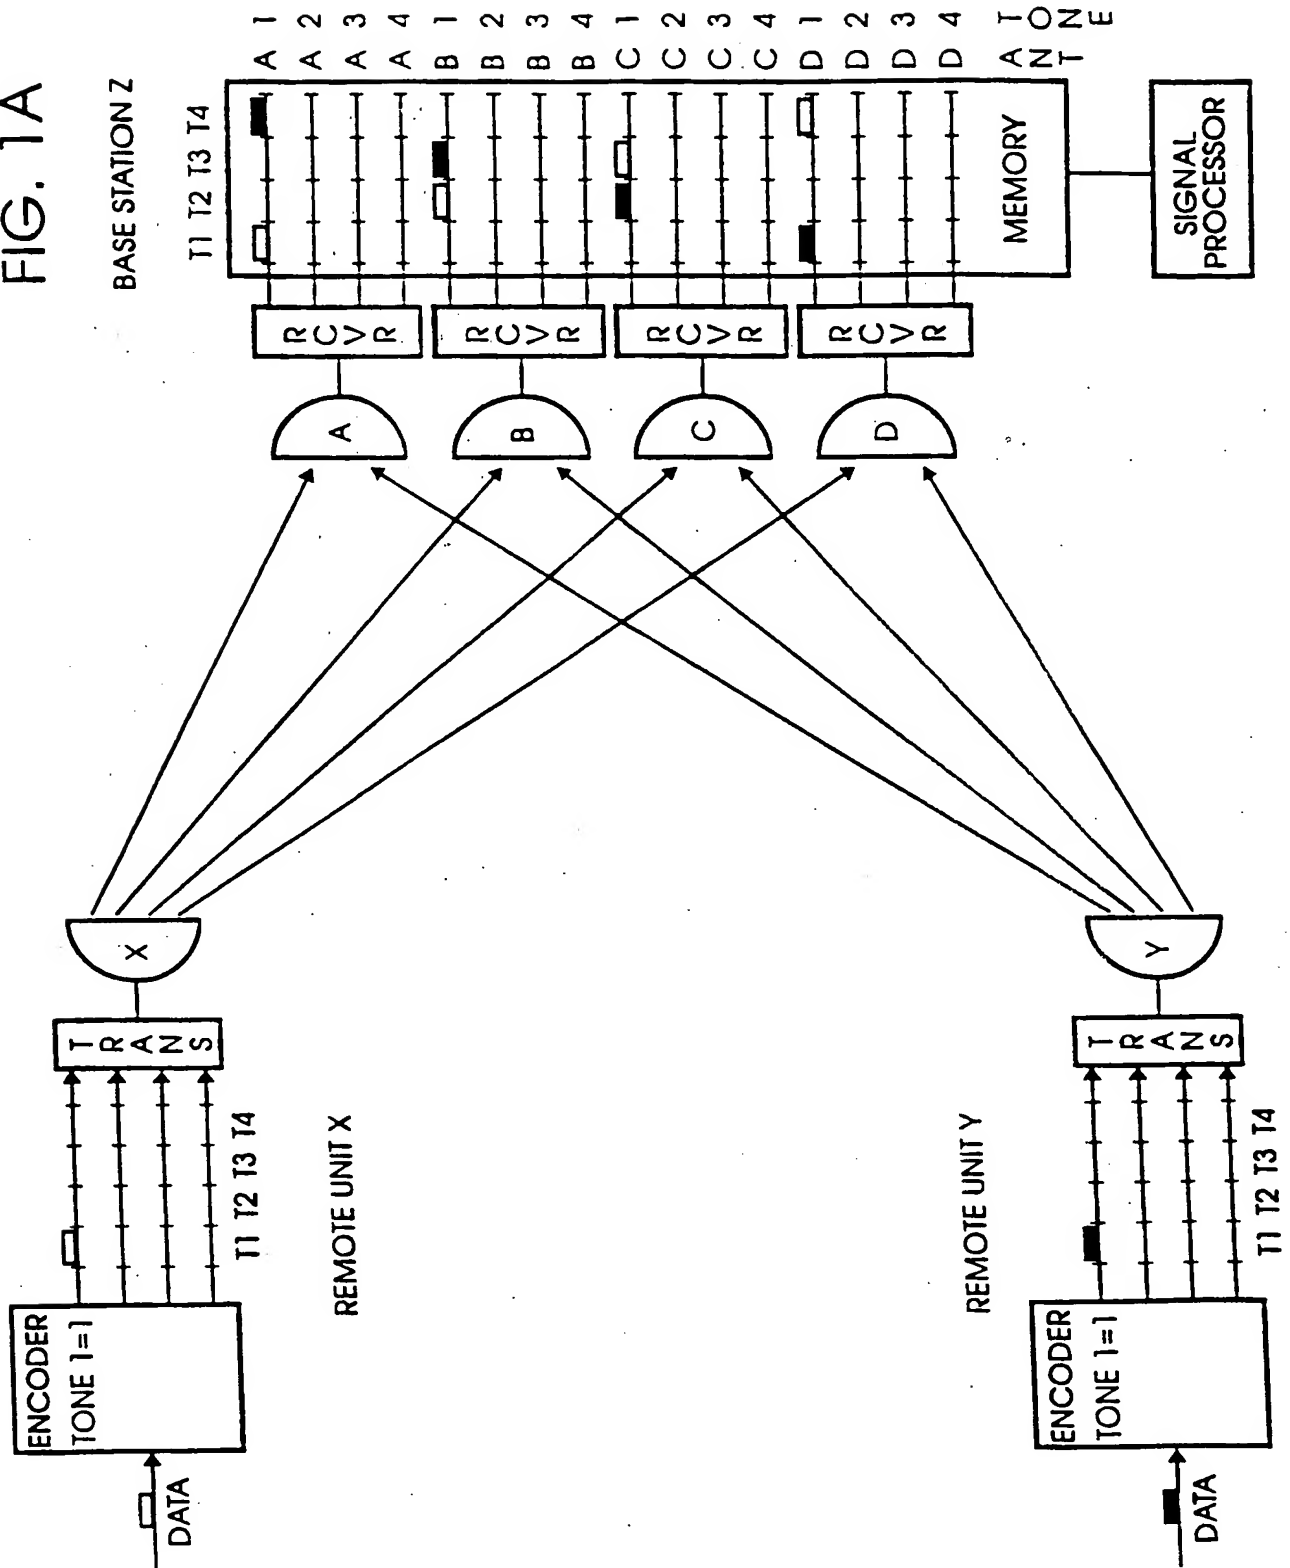 FIG. 1A
BASE STATION Z
T1 T2 T3 T4
A 1
A 2
A 3
A 4
B 1
B 2
B 3
B 4
C 1
C 2
C 3
C 4
D 1
D 2
D 3
D 4
ANT
TONE
MEMORY
SIGNAL
PROCESSOR
RCVR
RCVR
RCVR
RCVR
A
B
C
D
X
Y
TRANS
TRANS
T1 T2 T3 T4
T1 T2 T3 T4
REMOTE UNIT X
REMOTE UNIT Y
ENCODER
TONE 1=1
ENCODER
TONE 1=1
DATA
DATA